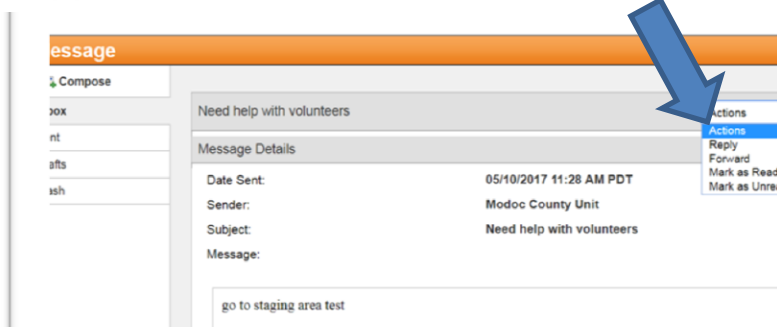 essage
Compose
box
nt
afts
ash
Need help with volunteers
Actions
Actions
Reply
Forward
Mark as Read
Mark as Unrea
Message Details
Date Sent: 05/10/2017 11:28 AM PDT
Sender: Modoc County Unit
Subject: Need help with volunteers
Message:
go to staging area test